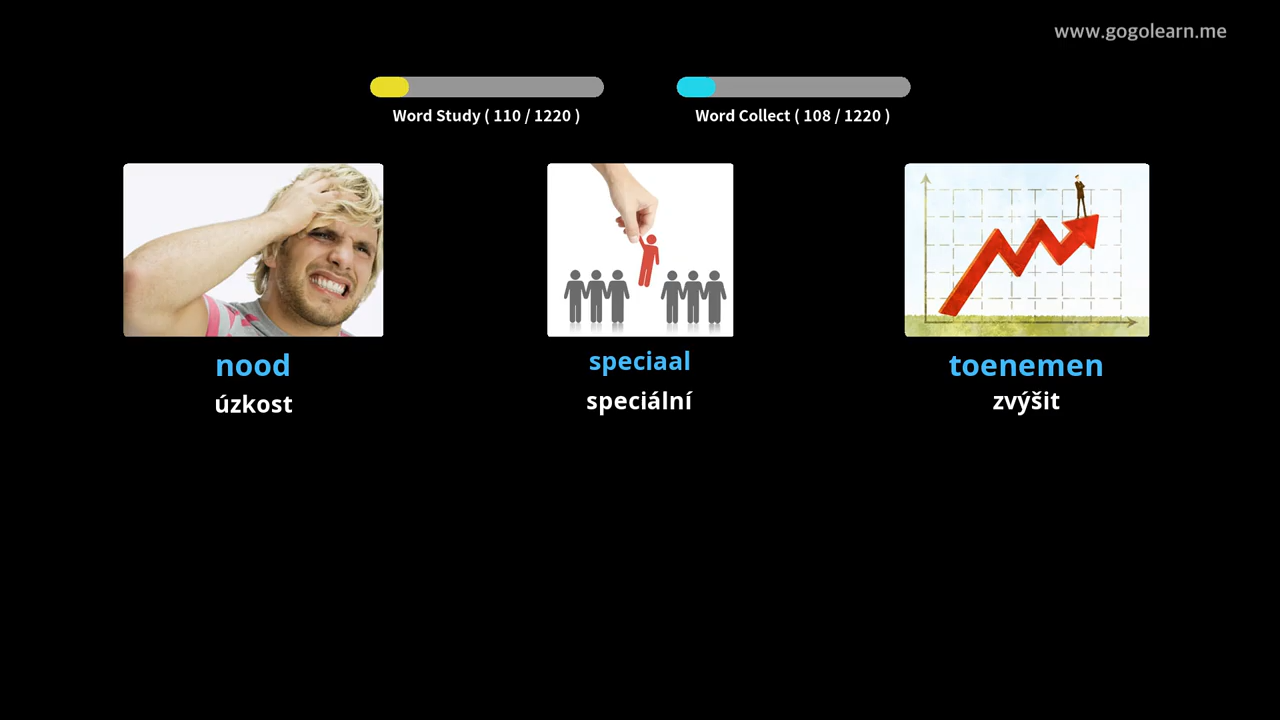 www.gogolearn.me
Word Study ( 110 / 1220 )
Word Collect ( 108 / 1220 )
nood
speciaal
toenemen
úzkost
speciální
zvýšit